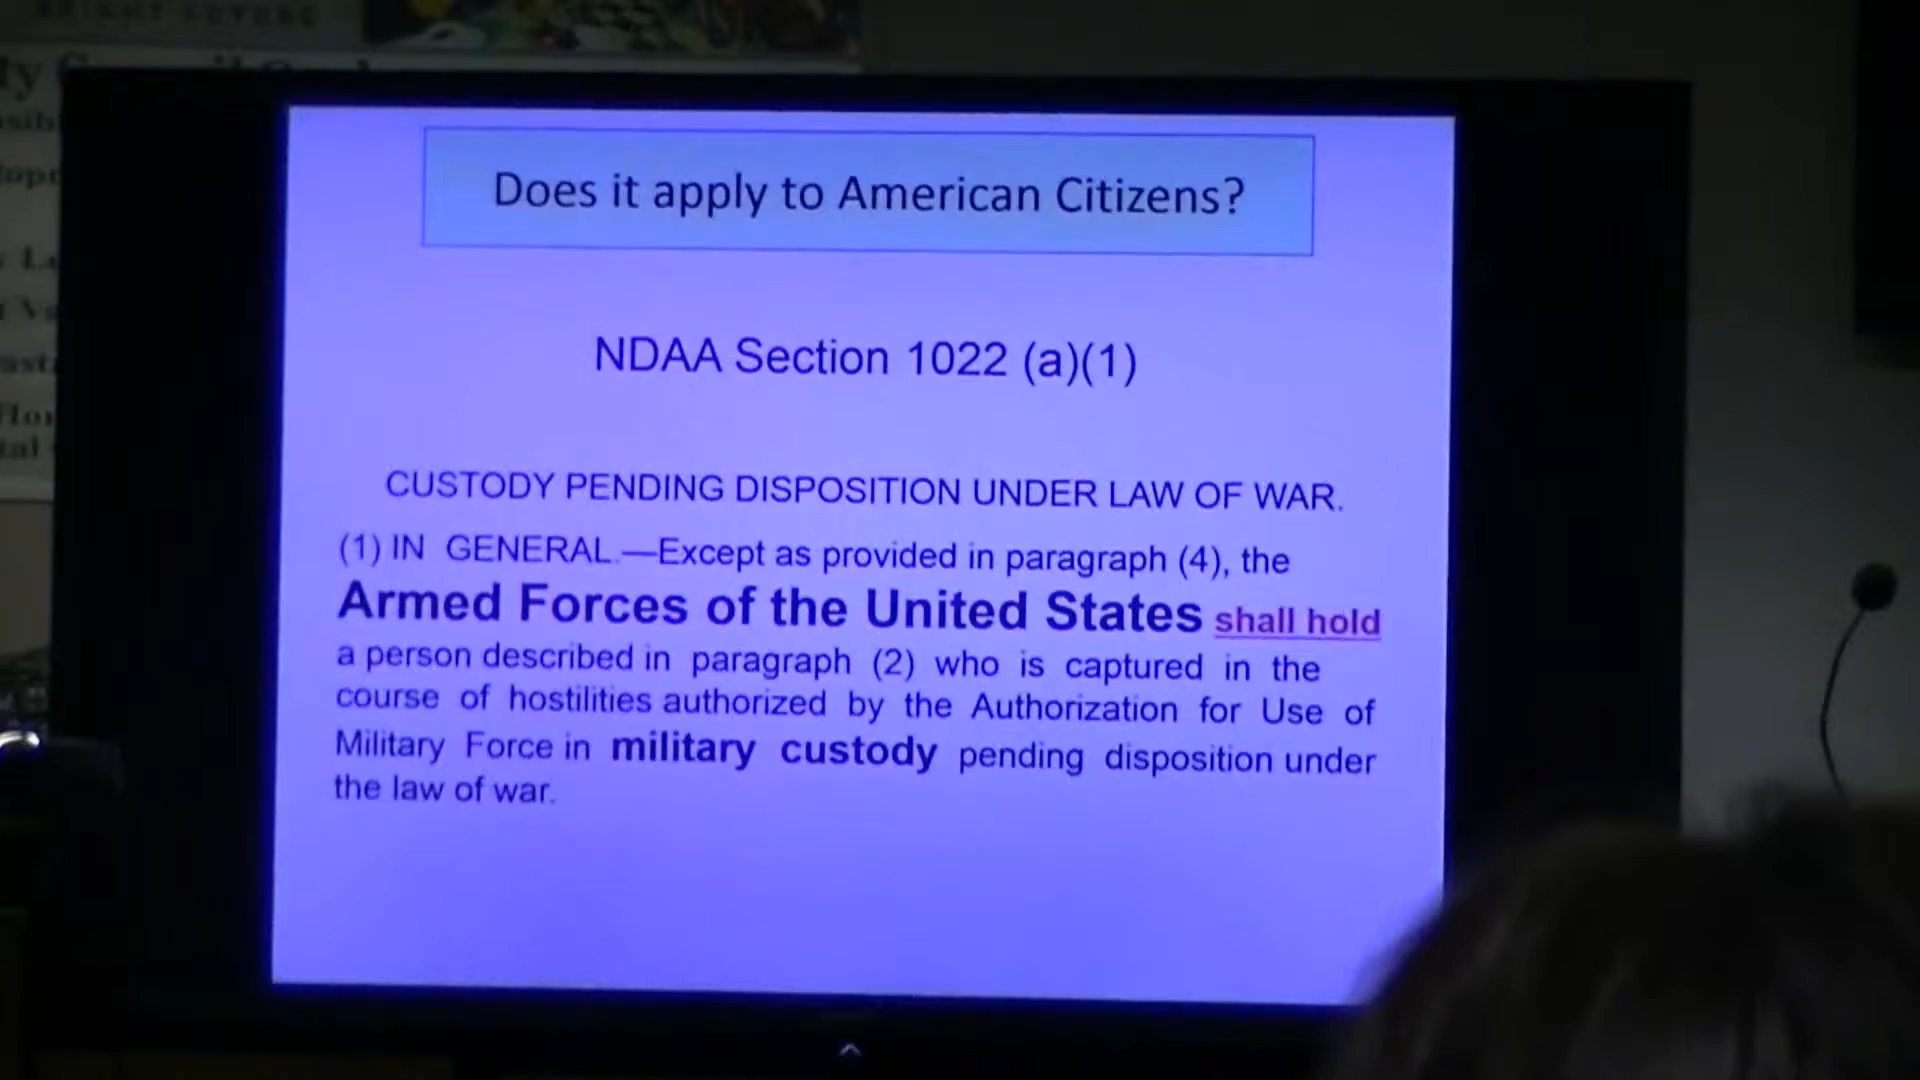 BRIGHT FUTURE
Does it apply to American Citizens?
NDAA Section 1022 (a)(1)
CUSTODY PENDING DISPOSITION UNDER LAW OF WAR.
(1) IN GENERAL.—Except as provided in paragraph (4), the
Armed Forces of the United States shall hold
a person described in paragraph (2) who is captured in the
course of hostilities authorized by the Authorization for Use of
Military Force in military custody pending disposition under
the law of war.